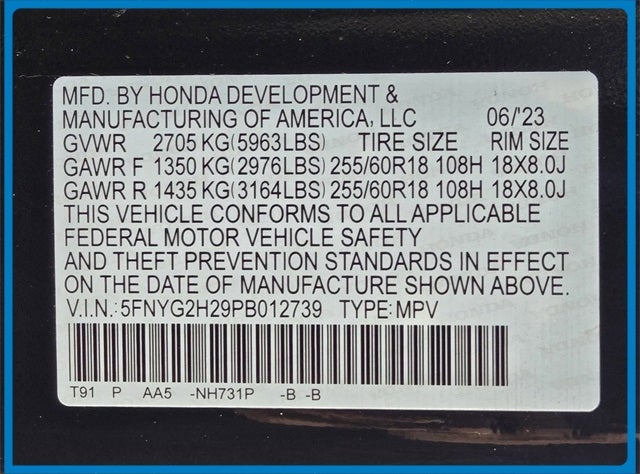 MFD. BY HONDA DEVELOPMENT &
MANUFACTURING OF AMERICA, LLC 06/'23
GVWR 2705 KG(5963LBS) TIRE SIZE RIM SIZE
GAWR F 1350 KG(2976LBS) 255/60R18 108H 18X8.0J
GAWR R 1435 KG(3164LBS) 255/60R18 108H 18X8.0J
THIS VEHICLE CONFORMS TO ALL APPLICABLE
FEDERAL MOTOR VEHICLE SAFETY
AND THEFT PREVENTION STANDARDS IN EFFECT
ON THE DATE OF MANUFACTURE SHOWN ABOVE.
V.I.N.:5FNYG2H29PB012739 TYPE:MPV
T91 P AA5 -NH731P -B -B